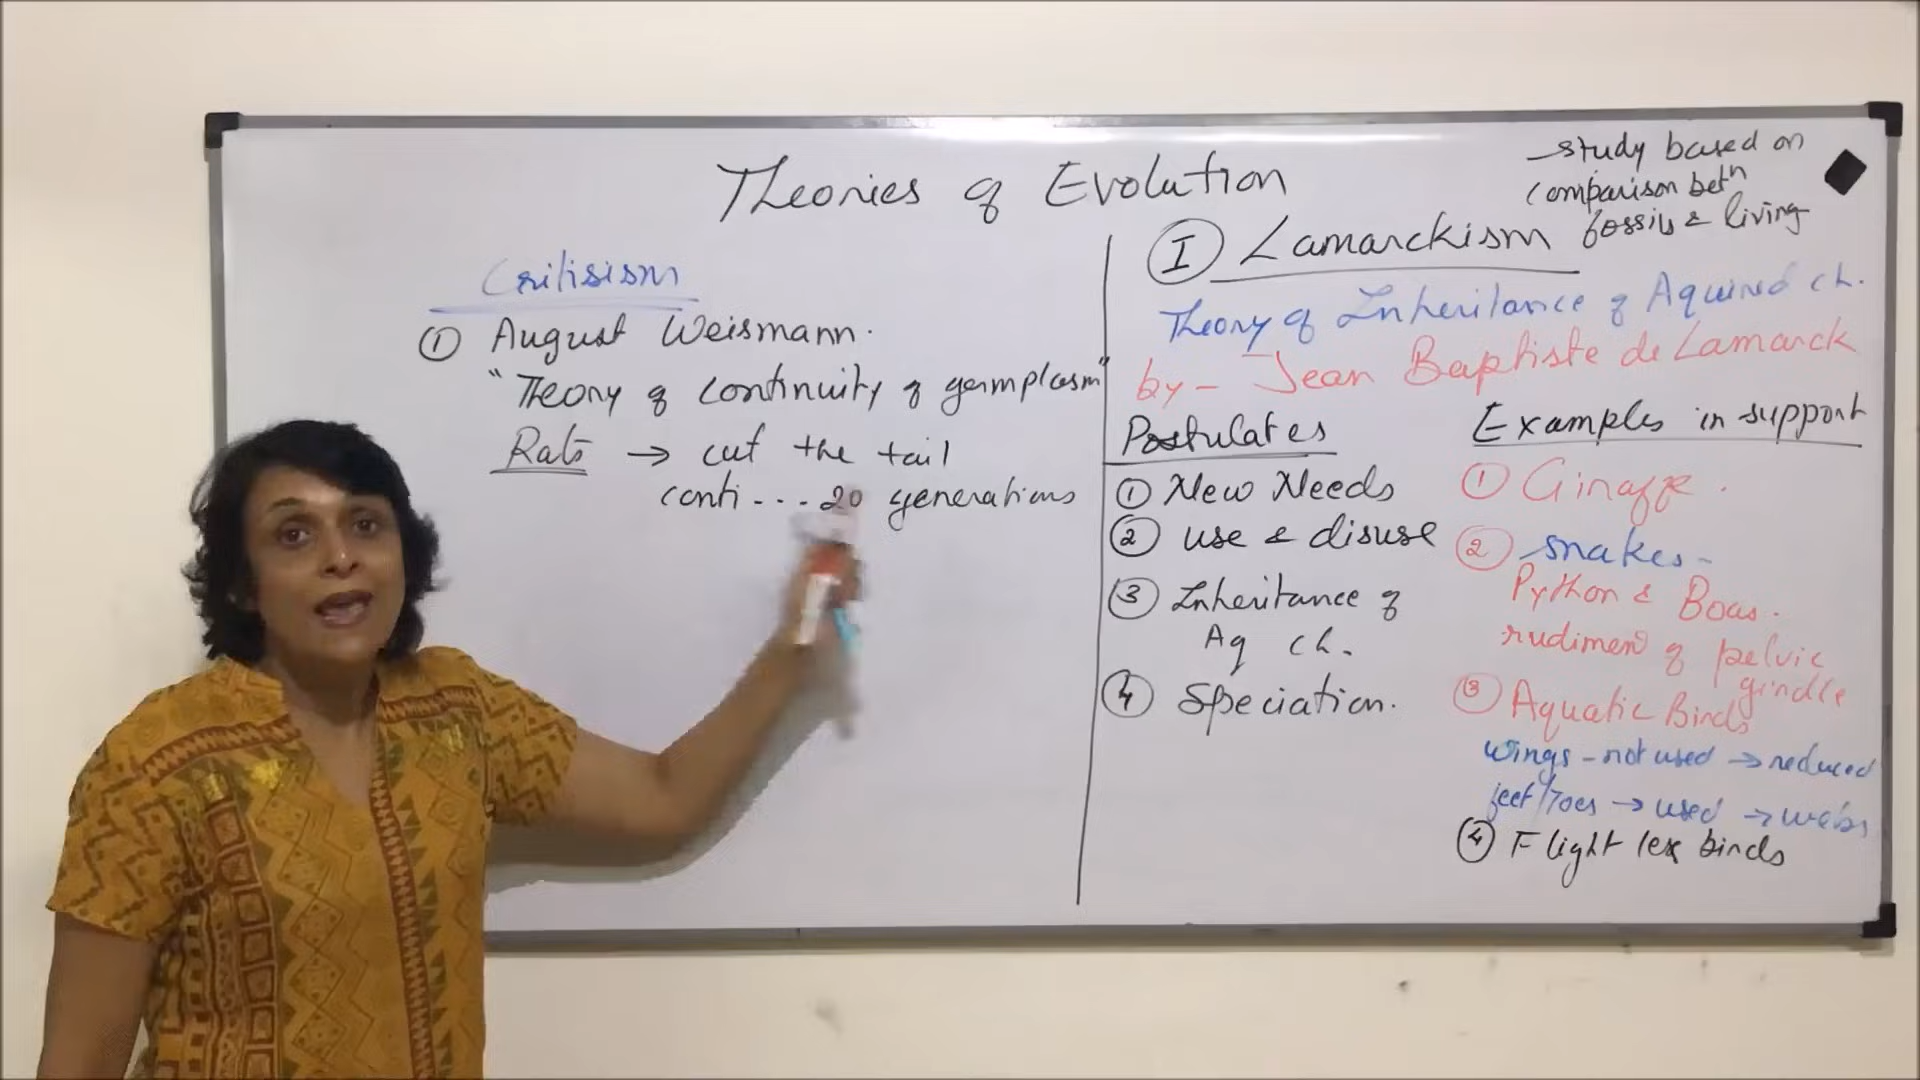 Theories of Evolution
Critisism
① August Weismann.
"Theory of continuity of germplasm"
Rats → cut the tail
conti - - - 20 generations
- study based on
comparison betn
fossils & living
I Lamarckism
Theory of Inheritance of Aquired ch.
by - Jean Baptiste de Lamarck
Postulates
① New Needs
② use & disuse
③ Inheritance of
Aq ch.
④ Speciation.
Examples in support
① Giraffe.
② snakes -
Python & Boas.
rudimen of pelvic
girdle
③ Aquatic Birds
wings - not used → reduced
feet/Toes → used → webs
④ Flight less birds